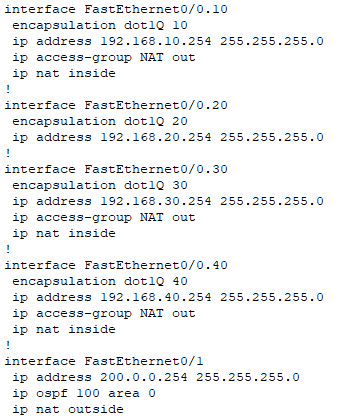 interface FastEthernet0/0.10
encapsulation dot1Q 10
ip address 192.168.10.254 255.255.255.0
ip access-group NAT out
ip nat inside
!
interface FastEthernet0/0.20
encapsulation dot1Q 20
ip address 192.168.20.254 255.255.255.0
!
interface FastEthernet0/0.30
encapsulation dot1Q 30
ip address 192.168.30.254 255.255.255.0
ip access-group NAT out
ip nat inside
!
interface FastEthernet0/0.40
encapsulation dot1Q 40
ip address 192.168.40.254 255.255.255.0
ip access-group NAT out
ip nat inside
!
interface FastEthernet0/1
ip address 200.0.0.254 255.255.255.0
ip ospf 100 area 0
ip nat outside